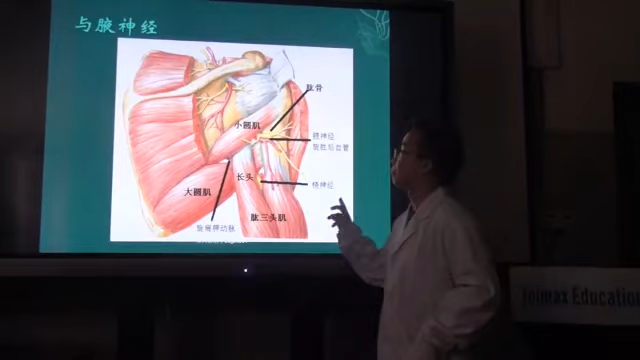 与腋神经
肱骨
小圆肌
腋神经
旋肱后血管
长头
桡神经
大圆肌
肱三头肌
旋肩胛动脉
joimax Education